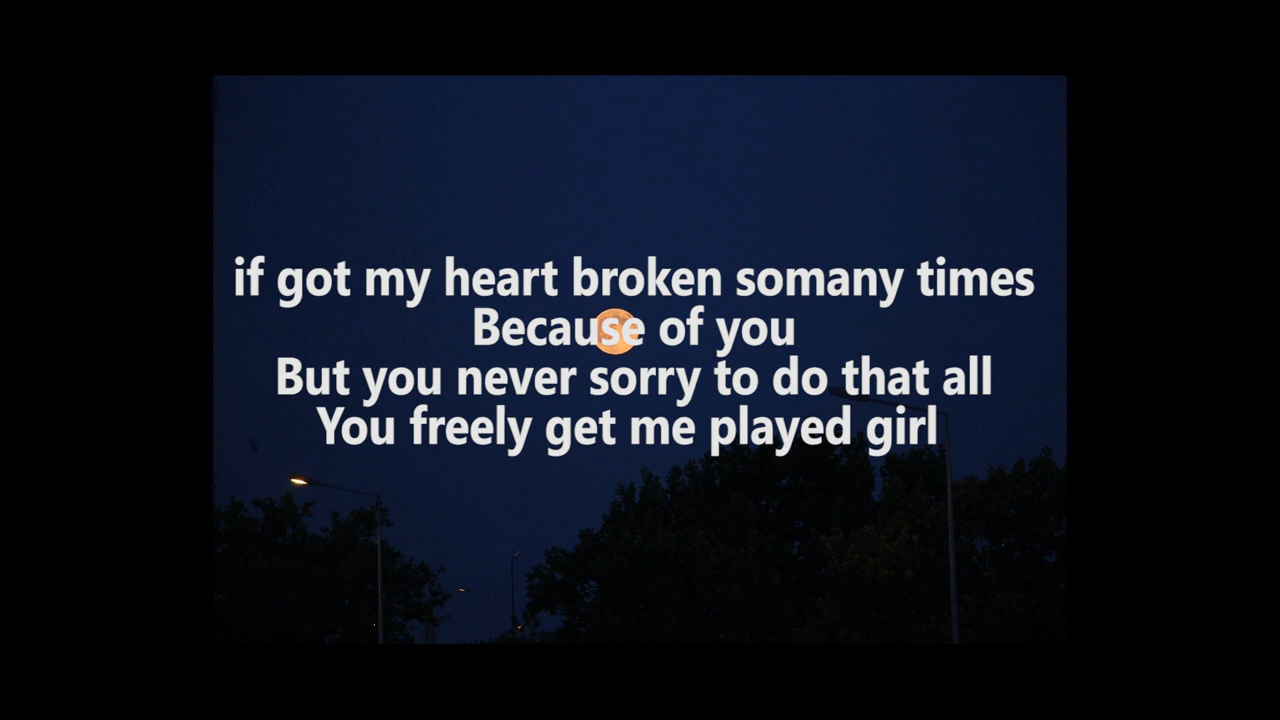 if got my heart broken somany times
Because of you
But you never sorry to do that all
You freely get me played girl